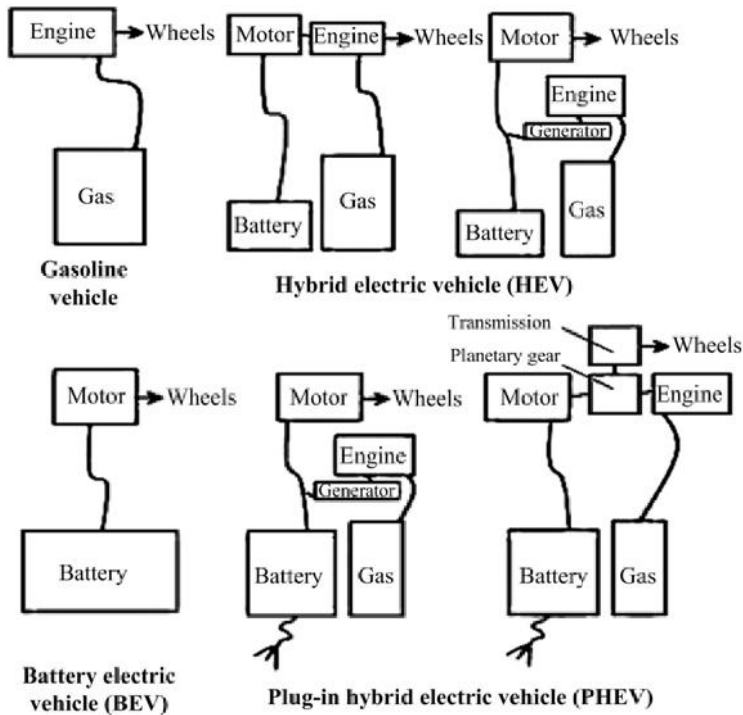 Engine
Wheels
Gas
Gasoline
vehicle
Motor
Engine
Wheels
Battery
Gas
Motor
Wheels
Engine
Generator
Battery
Gas
Hybrid electric vehicle (HEV)
Motor
Wheels
Battery
Battery electric
vehicle (BEV)
Motor
Wheels
Engine
Generator
Battery
Gas
Transmission
Planetary gear
Wheels
Motor
Engine
Battery
Gas
Plug-in hybrid electric vehicle (PHEV)